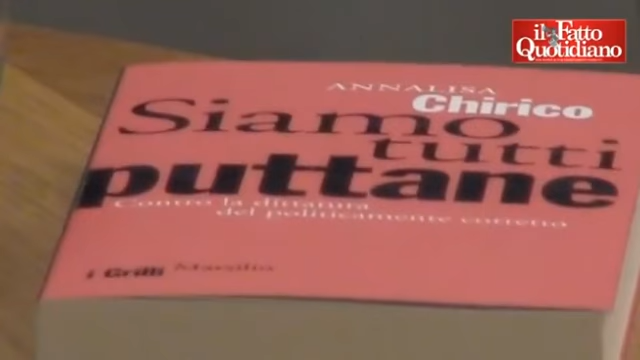 il Fatto
Quotidiano
ANNALISA
Chirico
Siamo
tutti
puttane
Contro la dittatura
del politicamente corretto
i Grilli Marsilio